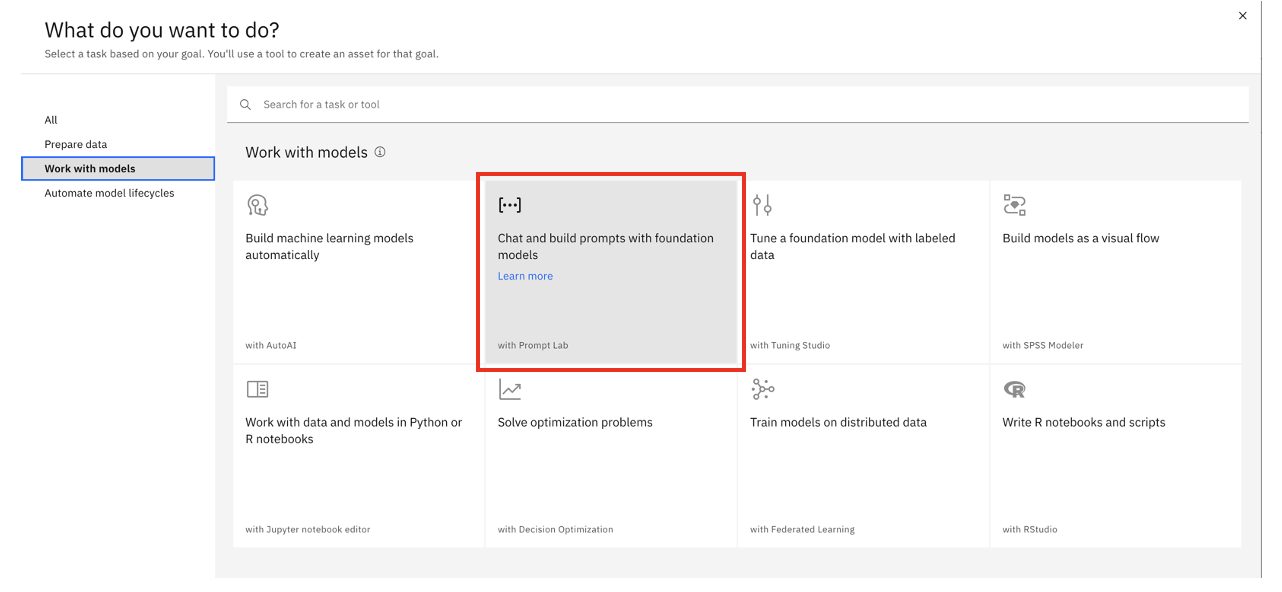 What do you want to do?
Select a task based on your goal. You'll use a tool to create an asset for that goal.
All
Prepare data
Work with models
Automate model lifecycles
Search for a task or tool
Work with models
Build machine learning models
automatically
with AutoAI
[...]
Chat and build prompts with foundation
models
Learn more
with Prompt Lab
Tune a foundation model with labeled
data
with Tuning Studio
Build models as a visual flow
with SPSS Modeler
Work with data and models in Python or
R notebooks
with Jupyter notebook editor
Solve optimization problems
with Decision Optimization
Train models on distributed data
with Federated Learning
R
Write R notebooks and scripts
with RStudio